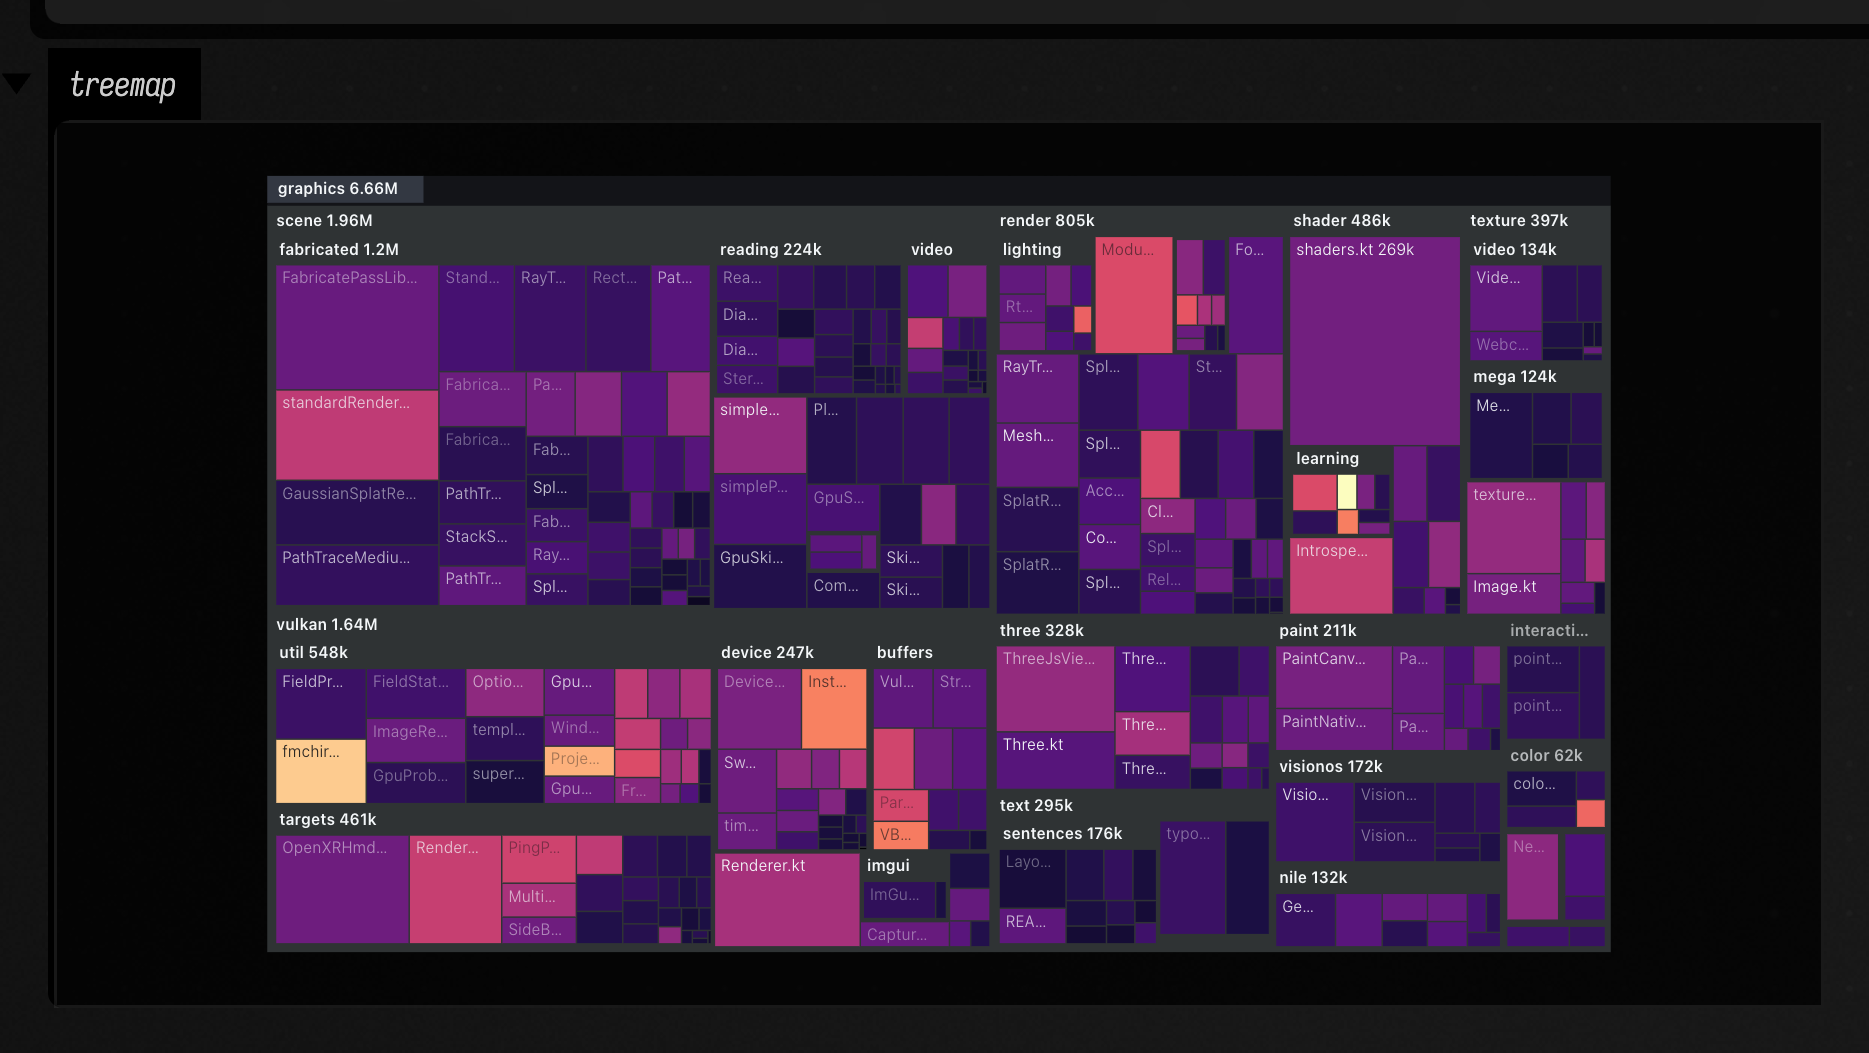 treemap
graphics 6.66M
scene 1.96M
render 805k
shader 486k
texture 397k
fabricated 1.2M
reading 224k
video
lighting
Modu...
Fo...
shaders.kt 269k
video 134k
FabricatePassLib...
Stand...
RayT...
Rect...
Pat...
Rea...
Dia...
Dia...
Ster...
Rt...
Vide...
Webc...
mega 124k
Me...
standardRender...
Fabrica...
Pa...
Fabrica...
Fab...
simple...
Pl...
RayTr...
Spl...
St...
Mesh...
Spl...
learning
GaussianSplatRe...
PathTr...
Spl...
simpleP...
GpuS...
SplatR...
Acc...
Cl...
texture...
StackS...
Fab...
PathTraceMediu...
Ray...
GpuSki...
Ski...
Co...
Spl...
Introspe...
PathTr...
Spl...
Com...
Ski...
SplatR...
Spl...
Rel...
Image.kt
vulkan 1.64M
three 328k
paint 211k
interacti...
util 548k
device 247k
buffers
ThreeJsVie...
Thre...
PaintCanv...
Pa...
point...
FieldPr...
FieldStat...
Optio...
Gpu...
Device...
Inst...
Vul...
Str...
point...
ImageRe...
templ...
Wind...
Thre...
PaintNativ...
Pa...
fmchir...
Proje...
Sw...
Three.kt
Thre...
color 62k
GpuProb...
super...
Gpu...
Fr...
visionos 172k
colo...
Visio...
Vision...
Par...
text 295k
targets 461k
tim...
VB...
sentences 176k
typo...
Vision...
OpenXRHmd...
Render...
PingP...
Renderer.kt
imgui
Layo...
Ne...
nile 132k
Multi...
ImGu...
Ge...
SideB...
Captur...
REA...